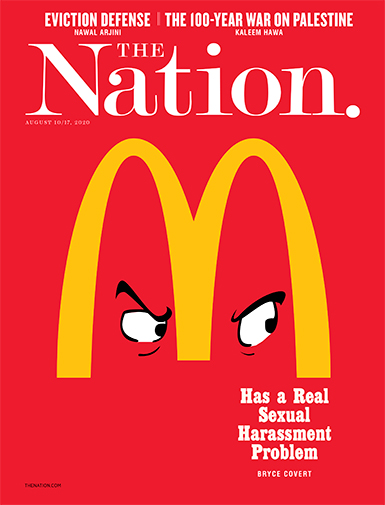 EVICTION DEFENSE | THE 100-YEAR WAR ON PALESTINE
NAWAL ARJINI KALEEM HAWA
THE
Nation.
AUGUST 10/17, 2020
M
Has a Real
Sexual
Harassment
Problem
BRYCE COVERT
THENATION.COM